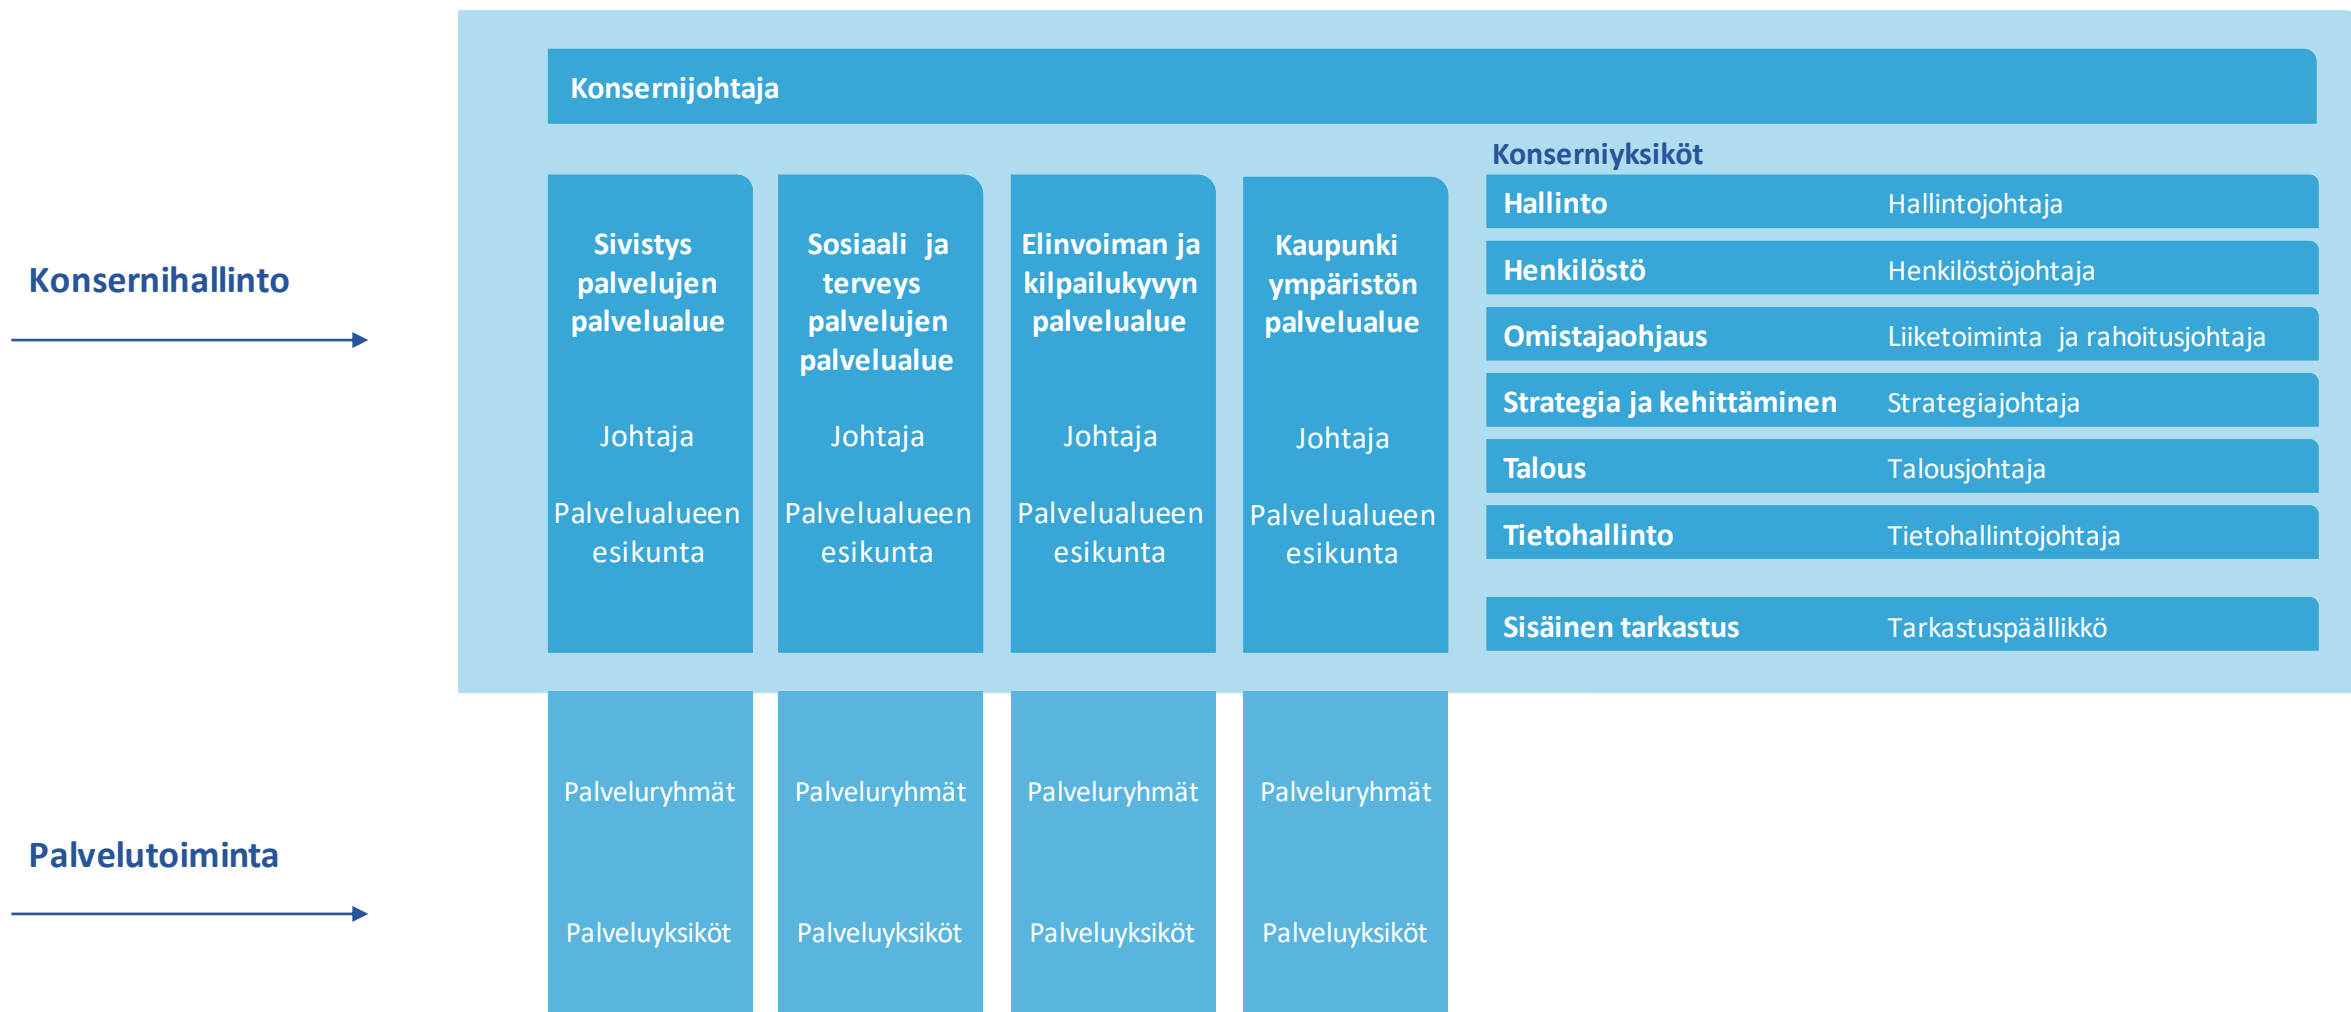 Konsernijohtaja
Konsernihallinto
Sivistys
palvelujen
palvelualue
Johtaja
Palvelualueen
esikunta
Sosiaali ja
terveys
palvelujen
palvelualue
Johtaja
Palvelualueen
esikunta
Elinvoiman ja
kilpailukyvyn
palvelualue
Johtaja
Palvelualueen
esikunta
Kaupunki
ympäristön
palvelualue
Johtaja
Palvelualueen
esikunta
Konserniyksiköt
Hallinto Hallintojohtaja
Henkilöstö Henkilöstöjohtaja
Omistajaohjaus Liiketoiminta ja rahoitusjohtaja
Strategia ja kehittäminen Strategiajohtaja
Talous Talousjohtaja
Tietohallinto Tietohallintojohtaja
Sisäinen tarkastus Tarkastuspäällikkö
Palvelutoiminta
Palveluryhmät Palveluryhmät Palveluryhmät Palveluryhmät
Palveluyksiköt Palveluyksiköt Palveluyksiköt Palveluyksiköt